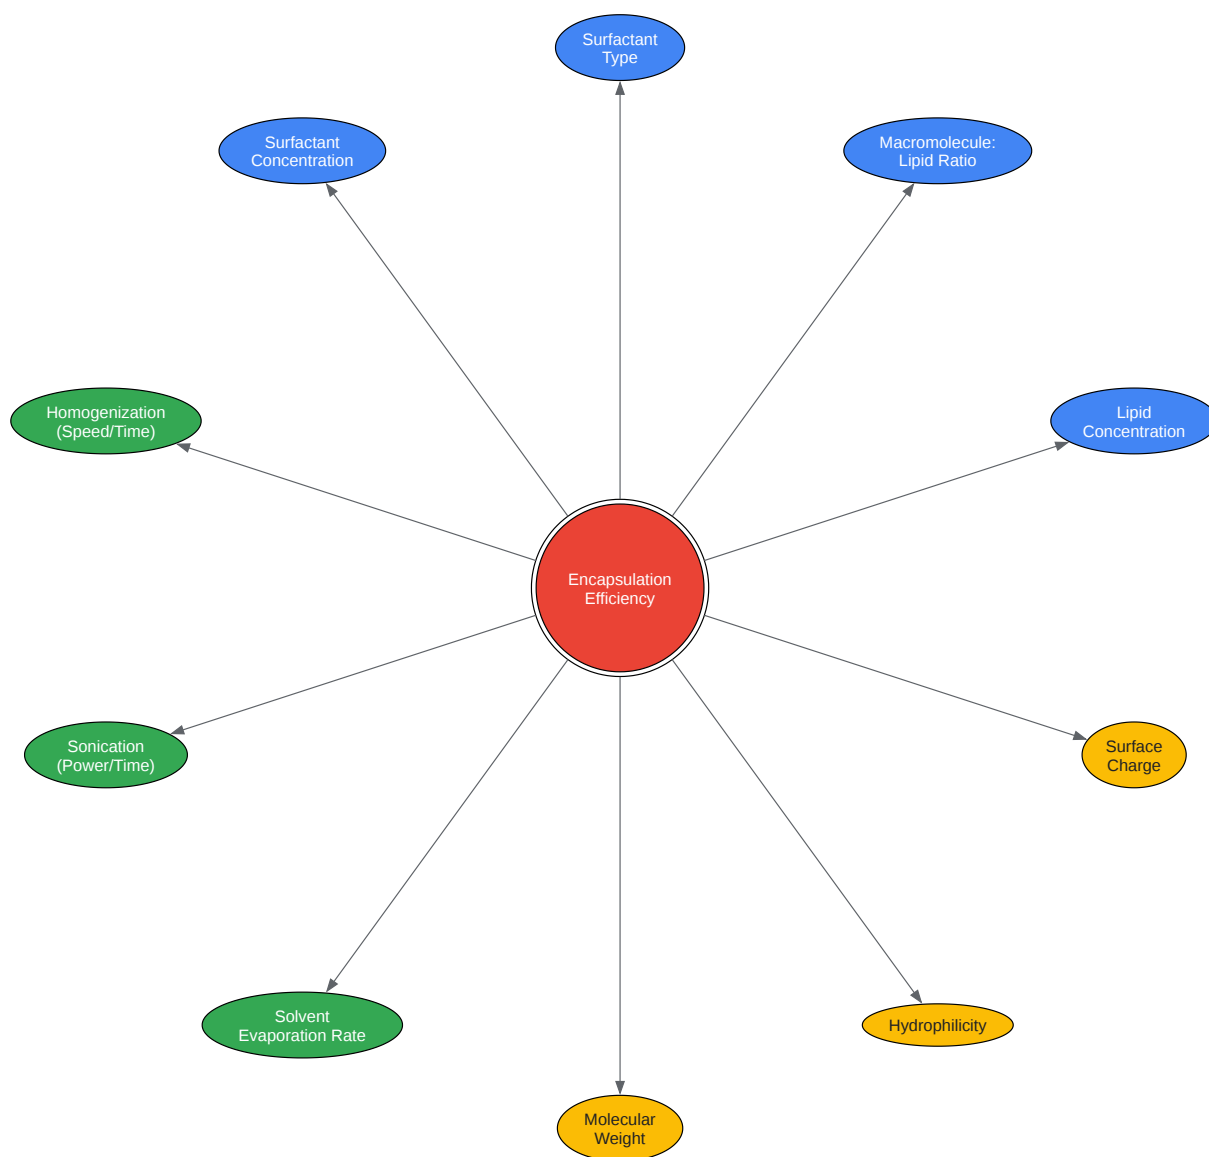 Surfactant
Type
Surfactant
Concentration
Macromolecule:
Lipid Ratio
Homogenization
(Speed/Time)
Lipid
Concentration
Encapsulation
Efficiency
Sonication
(Power/Time)
Surface
Charge
Solvent
Evaporation Rate
Hydrophilicity
Molecular
Weight